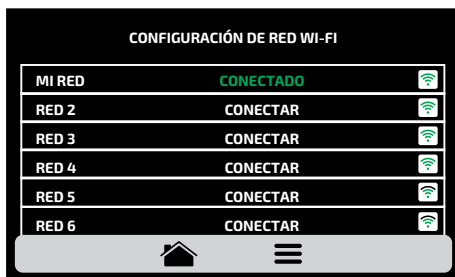 CONFIGURACIÓN DE RED WI-FI
MI RED CONECTADO
RED 2 CONECTAR
RED 3 CONECTAR
RED 4 CONECTAR
RED 5 CONECTAR
RED 6 CONECTAR